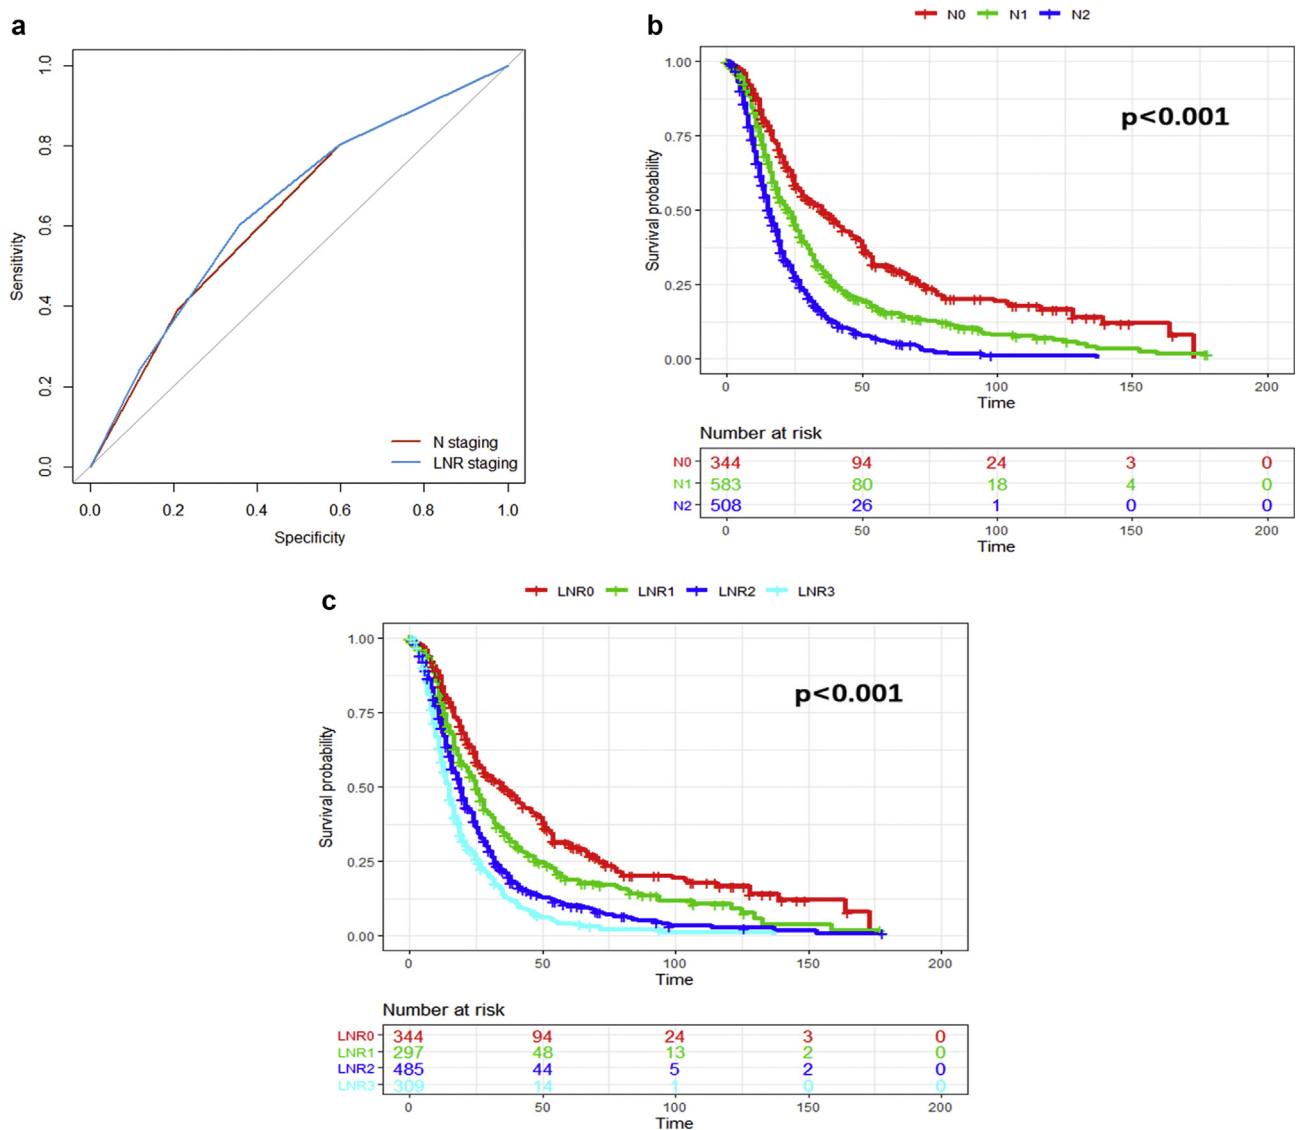 a
1.0
0.8
0.6
0.4
0.2
0.0
Sensitivity
N staging
LNR staging
0.0 0.2 0.4 0.6 0.8 1.0
Specificity
b
N0 N1 N2
1.00
0.75
0.50
0.25
0.00
Survival probability
p<0.001
0 50 100 150 200
Time
Number at risk
N0 344 94 24 3 0
N1 583 80 18 4 0
N2 508 26 1 0 0
0 50 100 150 200
Time
c
LNR0 LNR1 LNR2 LNR3
1.00
0.75
0.50
0.25
0.00
Survival probability
p<0.001
0 50 100 150 200
Time
Number at risk
LNR0 344 94 24 3 0
LNR1 297 48 13 2 0
LNR2 485 44 5 2 0
LNR3 309 14 1 0 0
0 50 100 150 200
Time